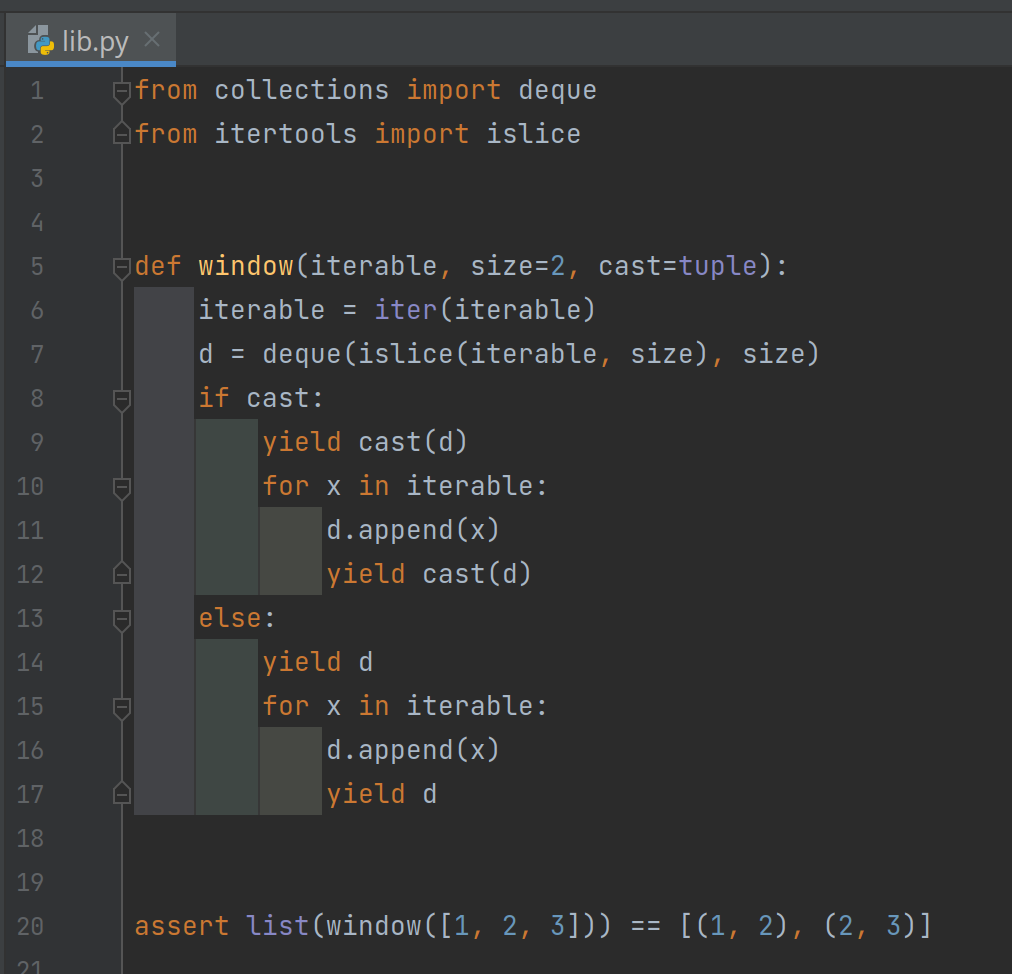 lib.py
1 from collections import deque
2 from itertools import islice
3
4
5 def window(iterable, size=2, cast=tuple):
6     iterable = iter(iterable)
7     d = deque(islice(iterable, size), size)
8     if cast:
9         yield cast(d)
10         for x in iterable:
11             d.append(x)
12             yield cast(d)
13     else:
14         yield d
15         for x in iterable:
16             d.append(x)
17             yield d
18
19
20 assert list(window([1, 2, 3])) == [(1, 2), (2, 3)]
21